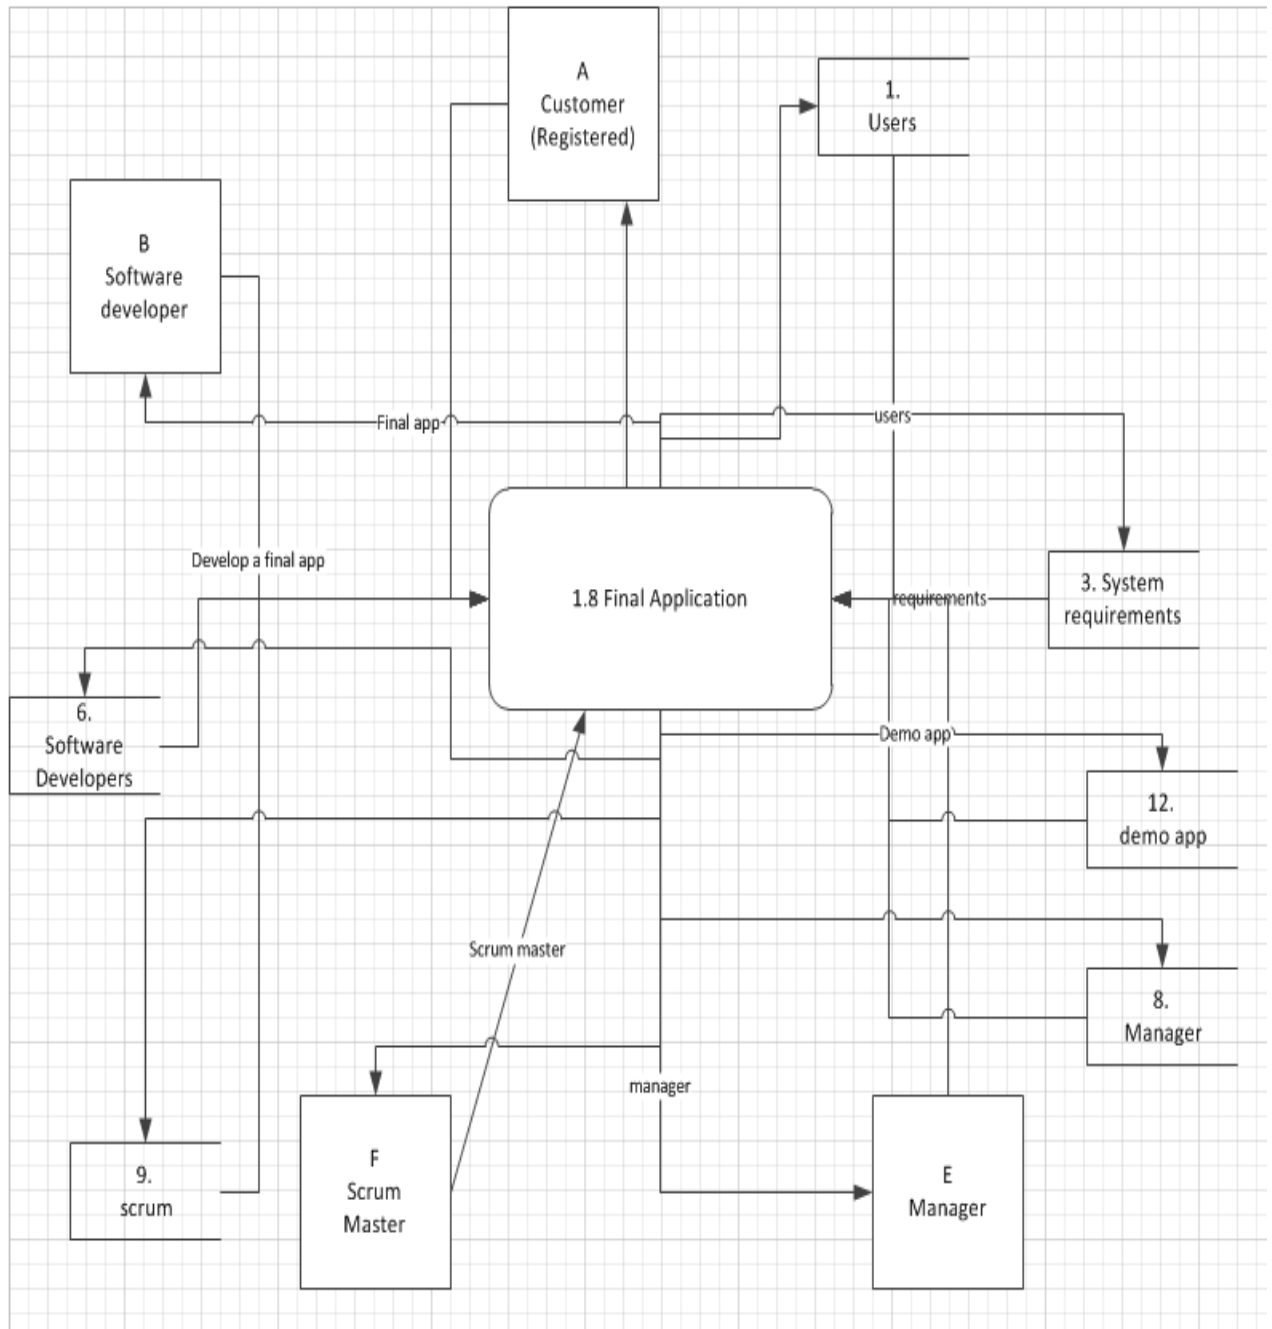 A
Customer
(Registered)
1.
Users
B
Software
developer
Final app
users
Develop a final app
1.8 Final Application
requirements
3. System
requirements
6.
Software
Developers
Demo app
12.
demo app
Scrum master
8.
Manager
manager
9.
scrum
F
Scrum
Master
E
Manager